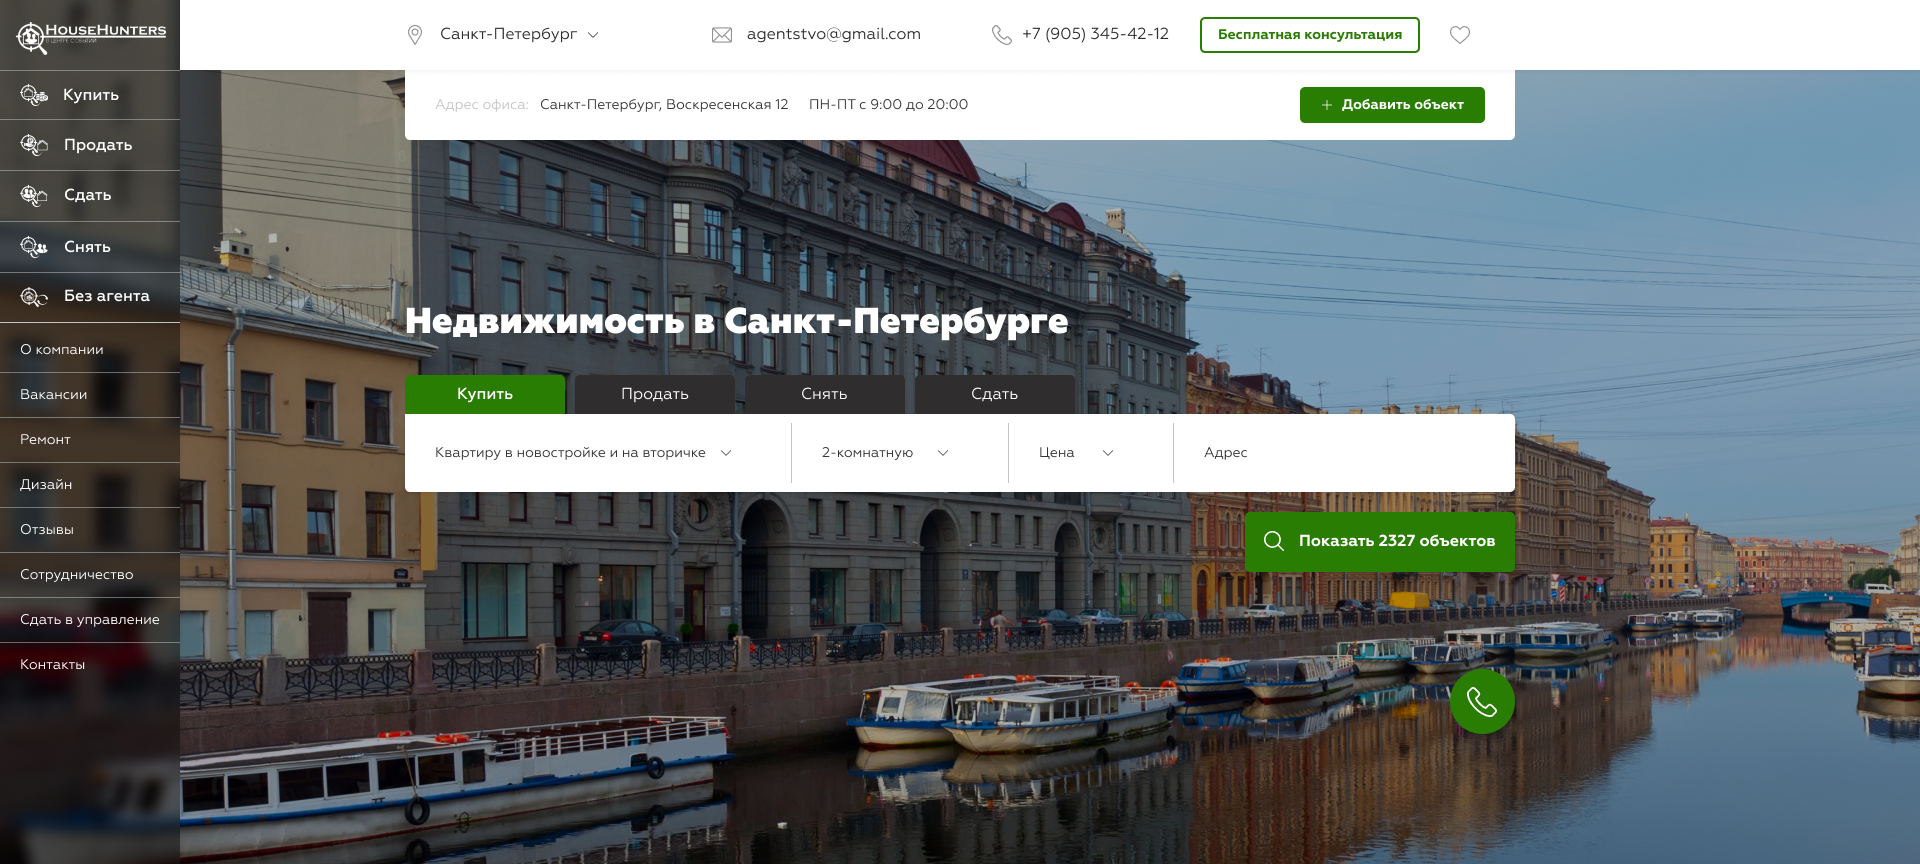 HouseHunters
В ЦЕНТРЕ СОБЫТИЙ
Купить
Продать
Сдать
Снять
Без агента
О компании
Вакансии
Ремонт
Дизайн
Отзывы
Сотрудничество
Сдать в управление
Контакты
Санкт-Петербург
agentstvo@gmail.com
+7 (905) 345-42-12
Бесплатная консультация
Адрес офиса: Санкт-Петербург, Воскресенская 12 ПН-ПТ с 9:00 до 20:00
+ Добавить объект
Недвижимость в Санкт-Петербурге
Купить
Продать
Снять
Сдать
Квартиру в новостройке и на вторичке
2-комнатную
Цена
Адрес
Показать 2327 объектов